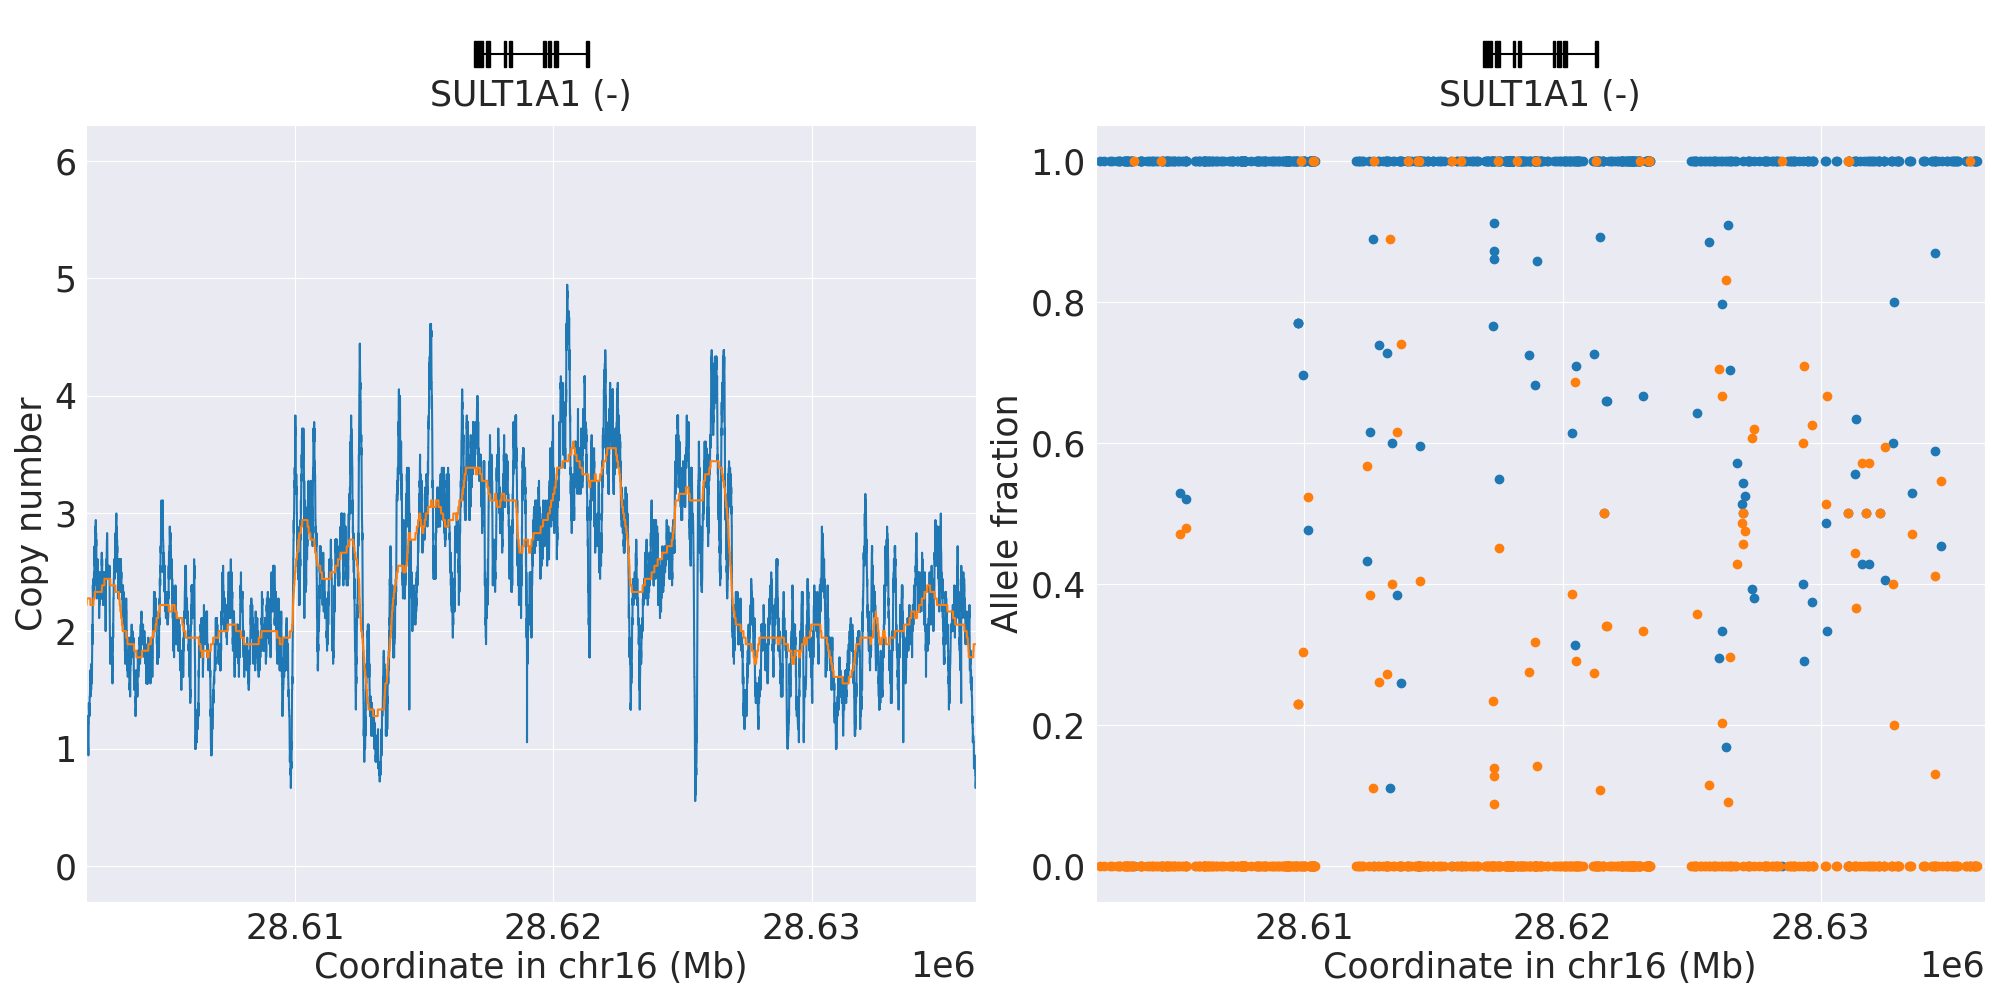 SULT1A1 (-)
6
5
4
3
2
1
0
Copy number
28.61
28.62
28.63
Coordinate in chr16 (Mb)
1e6
SULT1A1 (-)
1.0
0.8
0.6
0.4
0.2
0.0
Allele fraction
28.61
28.62
28.63
Coordinate in chr16 (Mb)
1e6